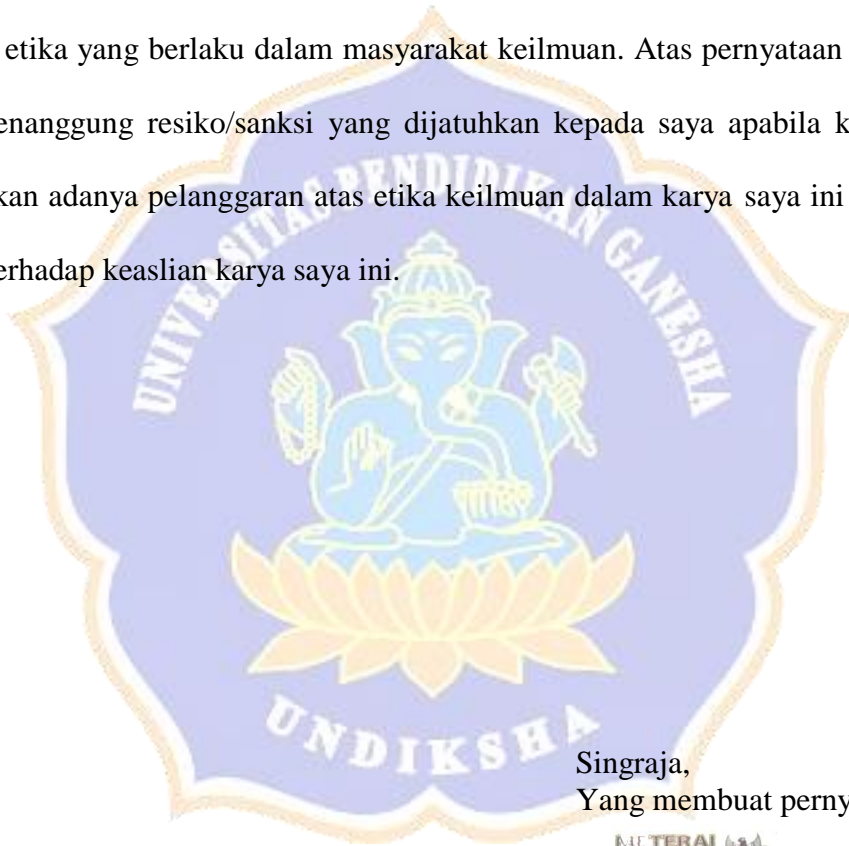 etika yang berlaku dalam masyarakat keilmuan. Atas pernyataan
enanggung resiko/sanksi yang dijatuhkan kepada saya apabila k
kan adanya pelanggaran atas etika keilmuan dalam karya saya ini
erhadap keaslian karya saya ini.
UNIVERSITAS PENDIDIKAN GANESHA
UNDIKSHA
Singraja,
Yang membuat perny
METERAI